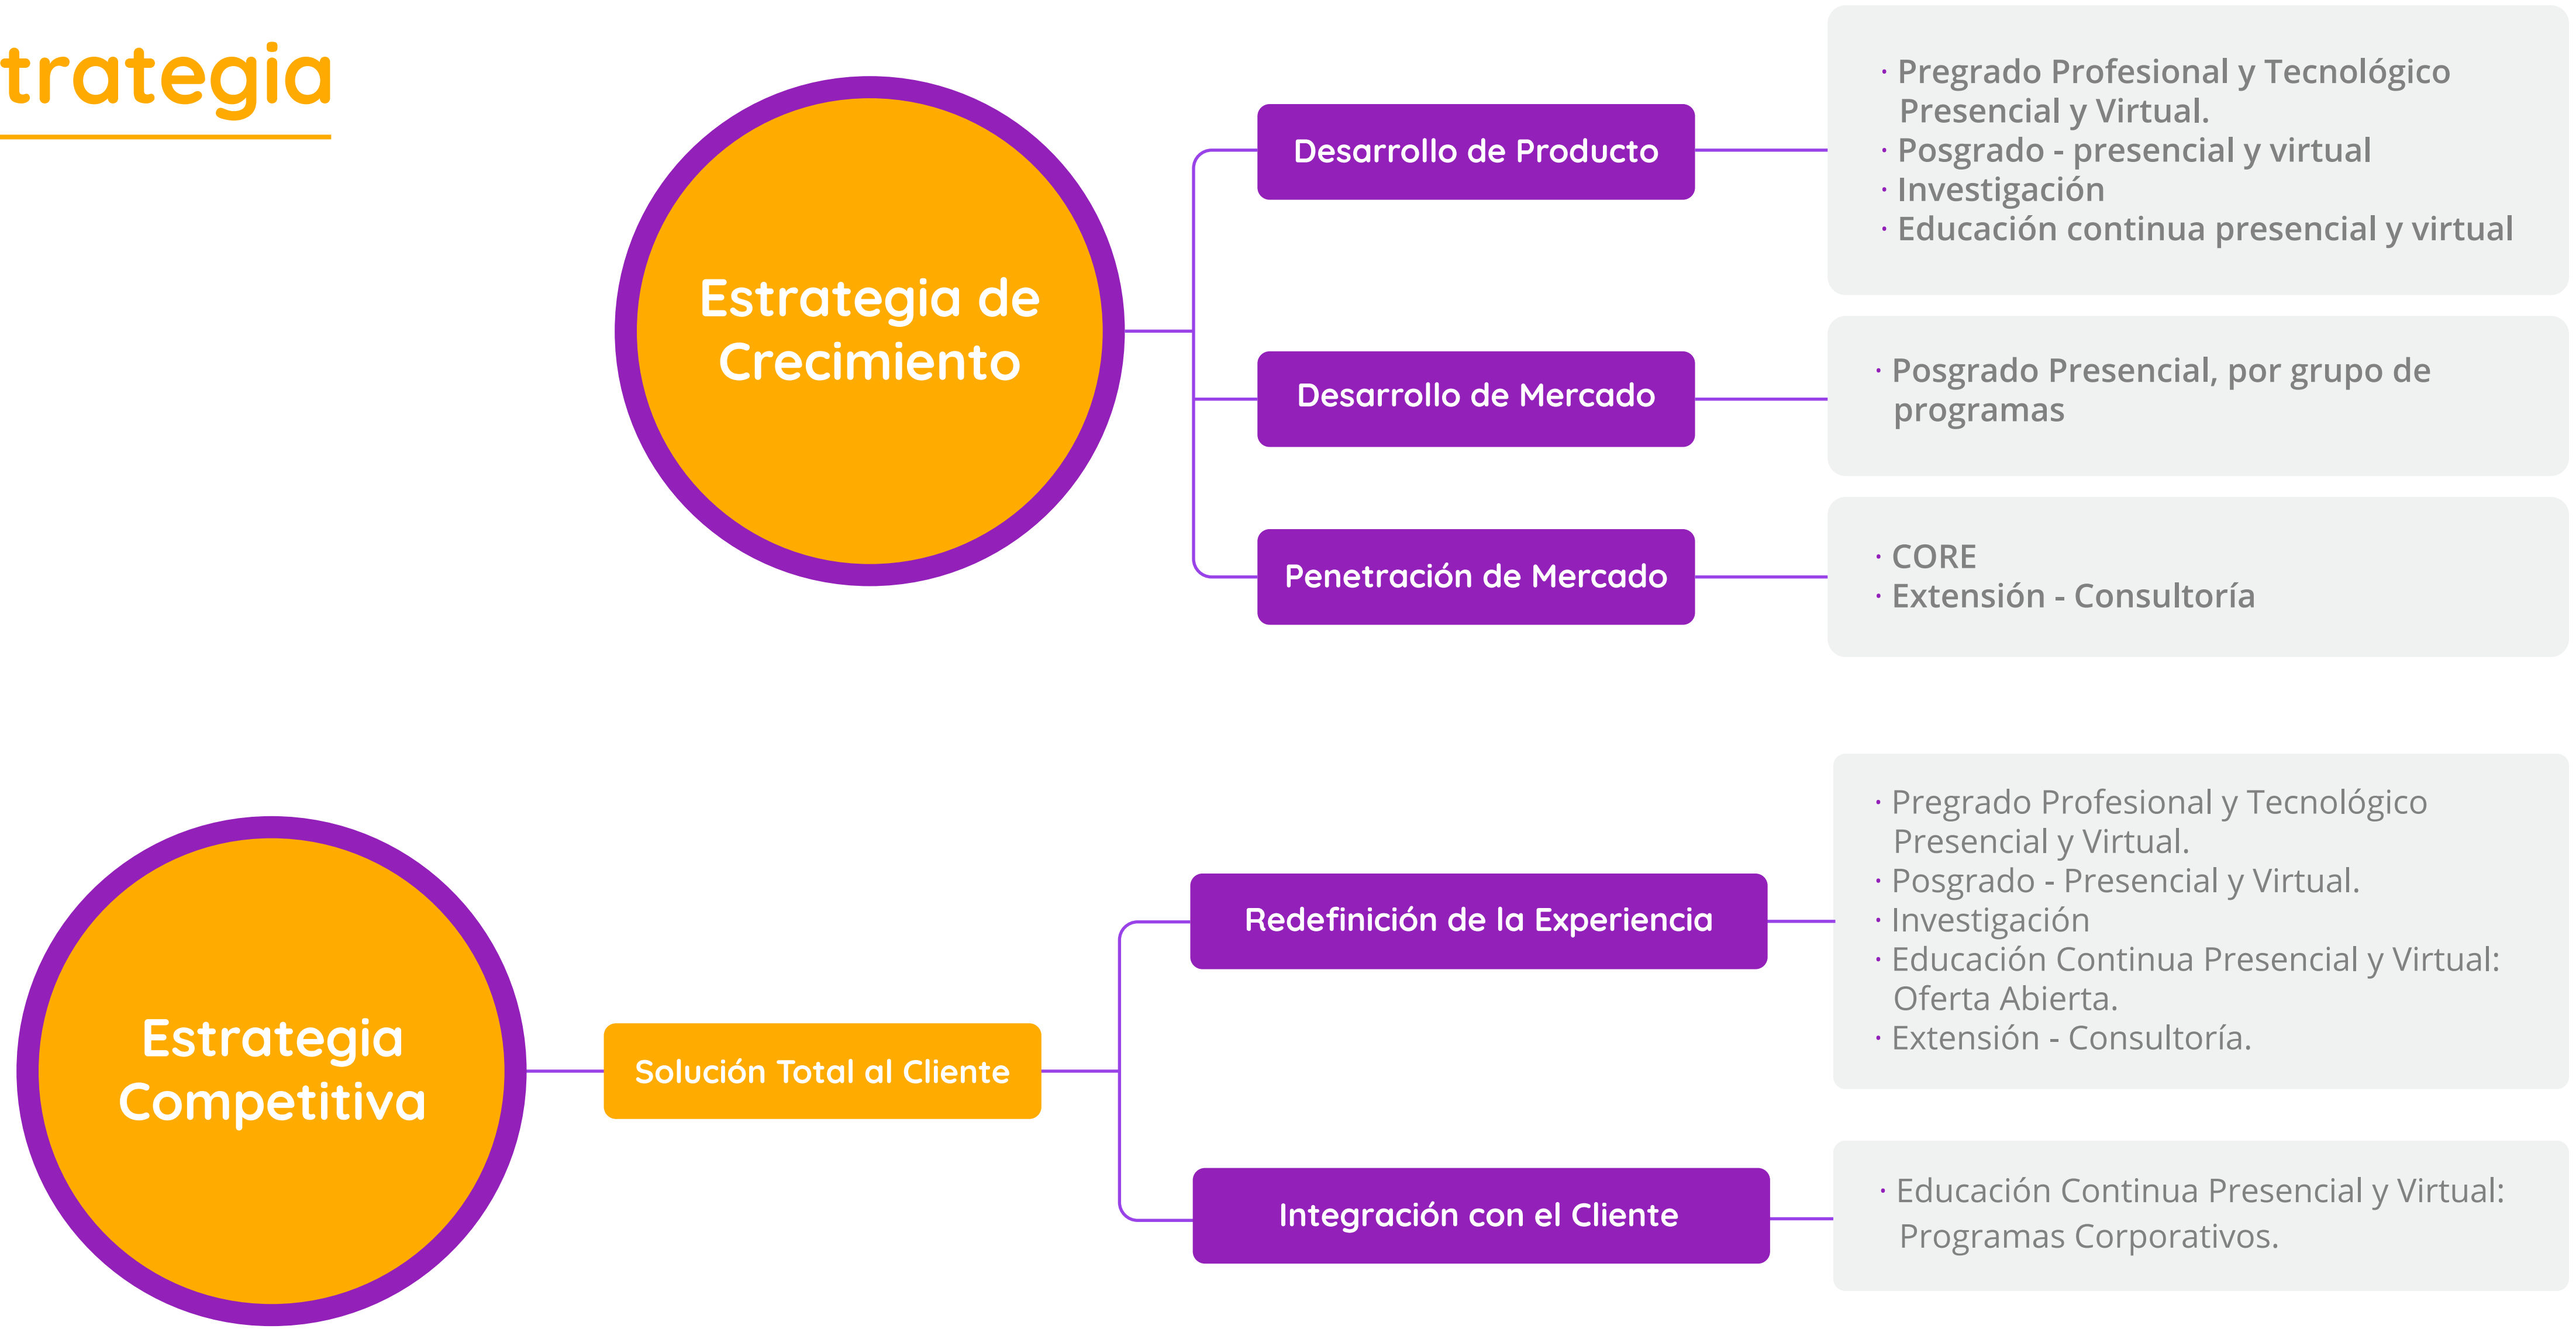 trategia
Estrategia de
Crecimiento
Desarrollo de Producto
· Pregrado Profesional y Tecnológico
Presencial y Virtual.
· Posgrado - presencial y virtual
· Investigación
· Educación continua presencial y virtual
Desarrollo de Mercado
· Posgrado Presencial, por grupo de
programas
Penetración de Mercado
· CORE
· Extensión - Consultoría
Estrategia
Competitiva
Solución Total al Cliente
Redefinición de la Experiencia
· Pregrado Profesional y Tecnológico
Presencial y Virtual.
· Posgrado - Presencial y Virtual.
· Investigación
· Educación Continua Presencial y Virtual:
Oferta Abierta.
· Extensión - Consultoría.
Integración con el Cliente
· Educación Continua Presencial y Virtual:
Programas Corporativos.